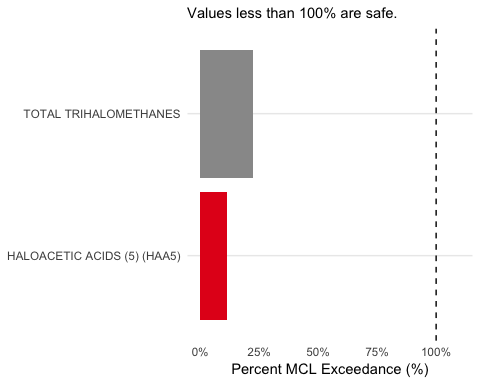 Values less than 100% are safe.
TOTAL TRIHALOMETHANES
HALOACETIC ACIDS (5) (HAA5)
0% 25% 50% 75% 100%
Percent MCL Exceedance (%)